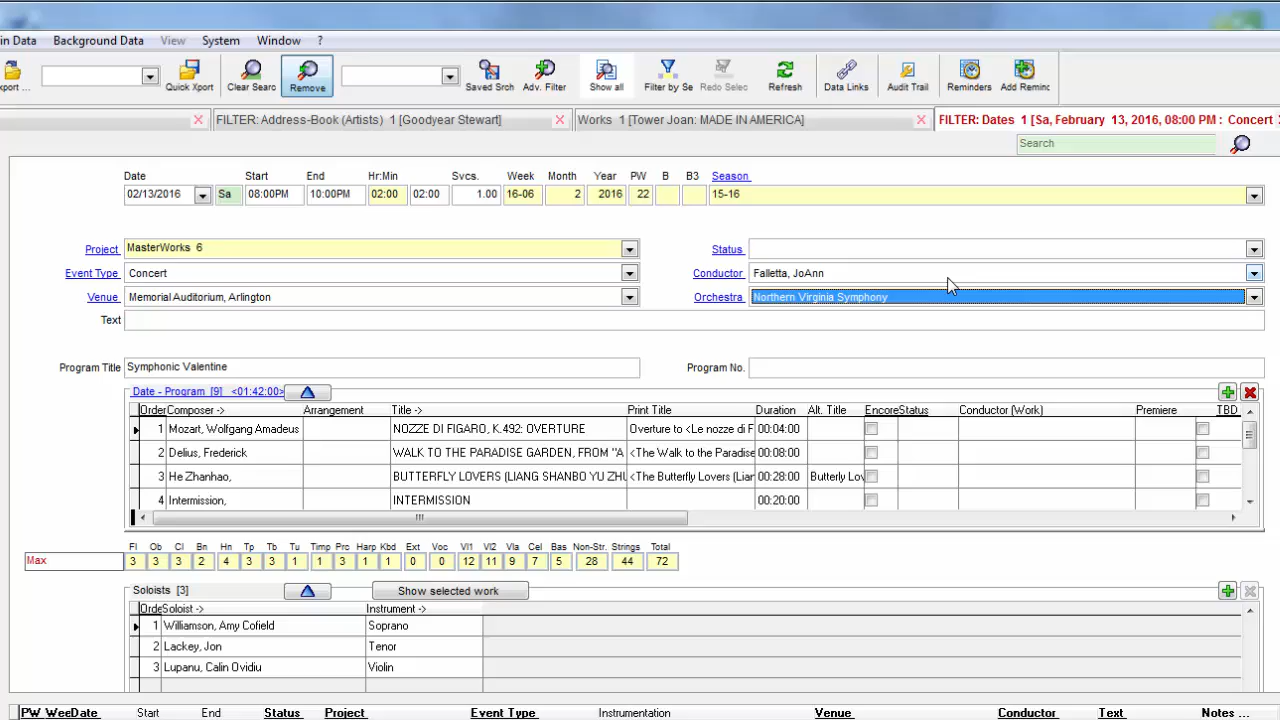 in Data Background Data View System Window ?
xport ... Quick Xport Clear Searc Remove Saved Srch Adv. Filter Show all Filter by Se Redo Selec Refresh Data Links Audit Trail Reminders Add Reminc
FILTER: Address-Book (Artists) 1 [Goodyear Stewart] Works 1 [Tower Joan: MADE IN AMERICA] FILTER: Dates 1 [Sa, February 13, 2016, 08:00 PM : Concert
Search
Date Start End Hr:Min Svcs. Week Month Year PW B B3 Season
02/13/2016 Sa 08:00PM 10:00PM 02:00 02:00 1.00 16-06 2 2016 22 15-16
Project MasterWorks 6 Status
Event Type Concert Conductor Falletta, JoAnn
Venue Memorial Auditorium, Arlington Orchestra Northern Virginia Symphony
Text
Program Title Symphonic Valentine Program No.
Date - Program [9] <01:42:00>
Order Composer -> Arrangement Title -> Print Title Duration Alt. Title Encore Status Conductor (Work) Premiere TBD
1 Mozart, Wolfgang Amadeus NOZZE DI FIGARO, K.492: OVERTURE Overture to <Le nozze di F 00:04:00
2 Delius, Frederick WALK TO THE PARADISE GARDEN, FROM "A <The Walk to the Paradise 00:08:00
3 He Zhanhao, BUTTERFLY LOVERS (LIANG SHANBO YU ZHU <The Butterfly Lovers (Lian 00:28:00 Butterfly Lov
4 Intermission, INTERMISSION 00:20:00
Fl Ob Cl Bn Hn Tp Tb Tu Timp Prc Harp Kbd Ext Voc Vl1 Vl2 Vla Cel Bas Non-Str. Strings Total
Max 3 3 3 2 4 3 3 1 1 3 1 1 0 0 12 11 9 7 5 28 44 72
Soloists [3] Show selected work
Orde Soloist -> Instrument ->
1 Williamson, Amy Cofield Soprano
2 Lackey, Jon Tenor
3 Lupanu, Calin Ovidiu Violin
PW Wee Date Start End Status Project Event Type Instrumentation Venue Conductor Text Notes ...